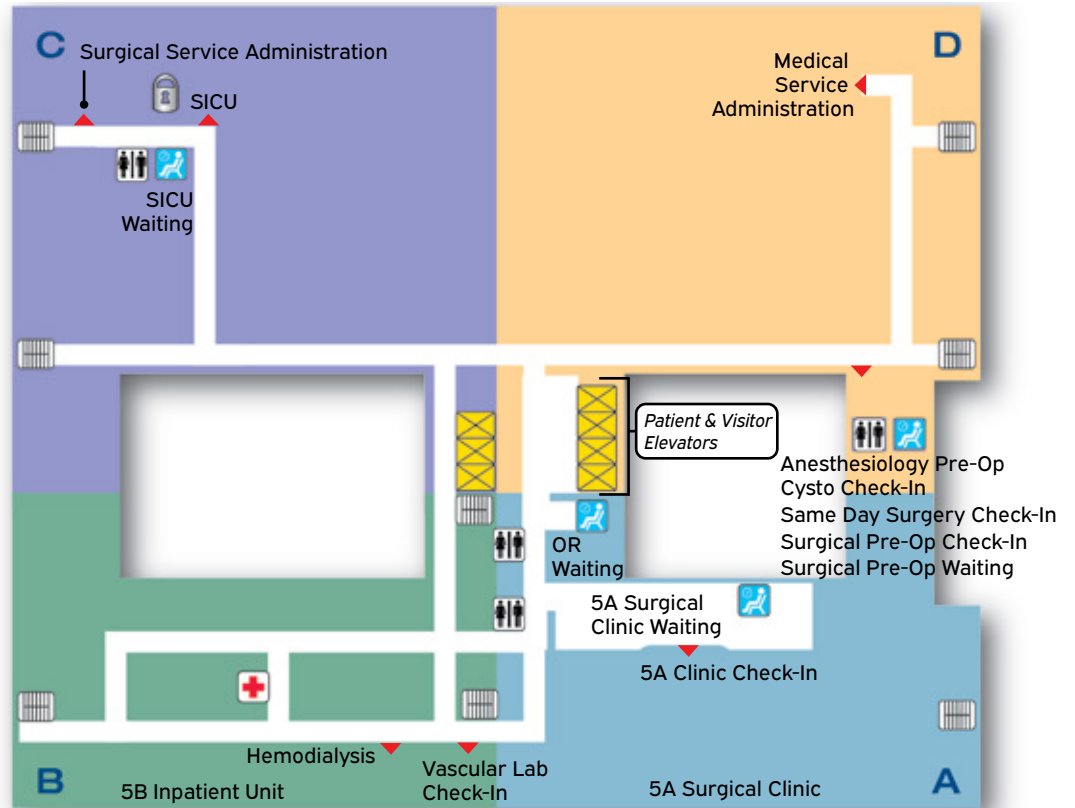 C
Surgical Service Administration
SICU
SICU
Waiting
D
Medical
Service
Administration
Patient & Visitor
Elevators
Anesthesiology Pre-Op
Cysto Check-In
Same Day Surgery Check-In
Surgical Pre-Op Check-In
Surgical Pre-Op Waiting
OR
Waiting
5A Surgical
Clinic Waiting
5A Clinic Check-In
Hemodialysis
Vascular Lab
Check-In
B
5B Inpatient Unit
5A Surgical Clinic
A